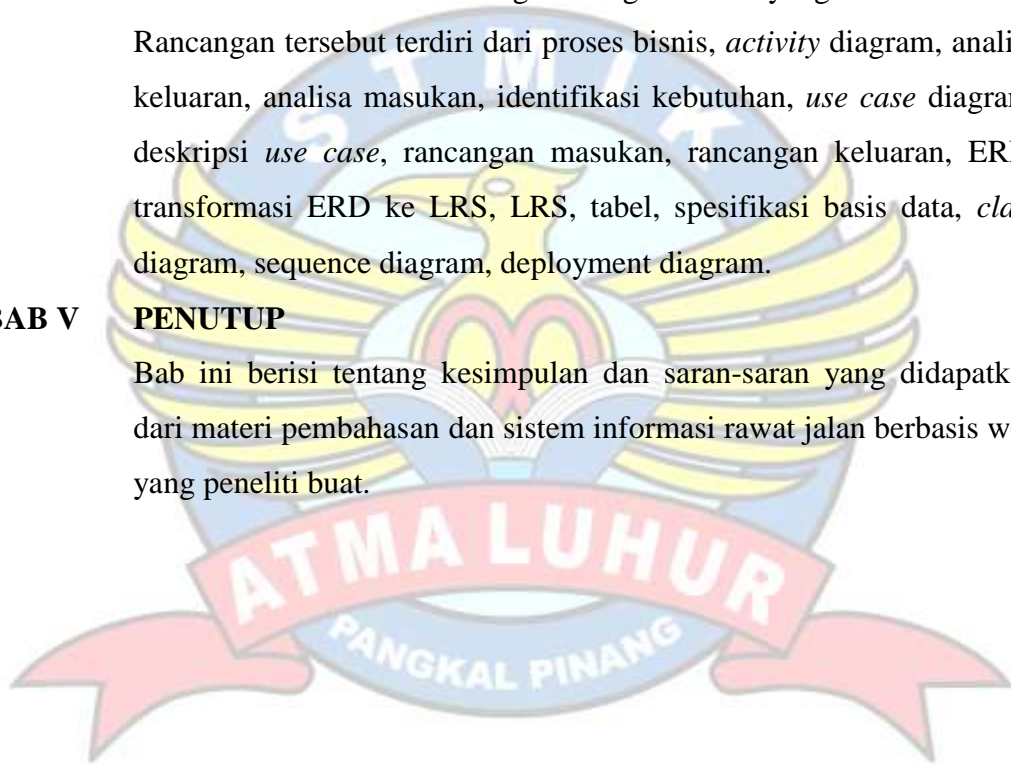 Rancangan tersebut terdiri dari proses bisnis, activity diagram, anali
keluaran, analisa masukan, identifikasi kebutuhan, use case diagra
deskripsi use case, rancangan masukan, rancangan keluaran, ER
transformasi ERD ke LRS, LRS, tabel, spesifikasi basis data, cla
diagram, sequence diagram, deployment diagram.
BAB V PENUTUP
Bab ini berisi tentang kesimpulan dan saran-saran yang didapatk
dari materi pembahasan dan sistem informasi rawat jalan berbasis w
yang peneliti buat.
STMIK
ATMA LUHUR
PANGKAL PINANG